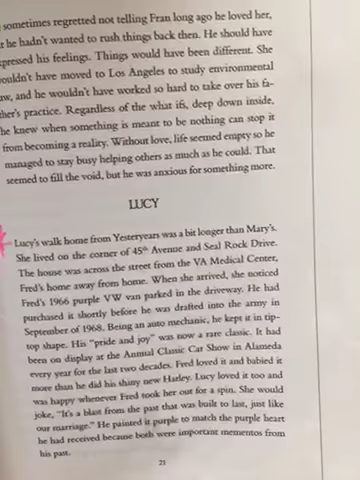 sometimes regretted not telling Fran long ago he loved her,
he hadn't wanted to rush things back then. He should have
pressed his feelings. Things would have been different. She
ouldn't have moved to Los Angeles to study environmental
aw, and he wouldn't have worked so hard to take over his fa-
ther's practice. Regardless of the what ifs, deep down inside,
he knew when something is meant to be nothing can stop it
from becoming a reality. Without love, life seemed empty so he
managed to stay busy helping others as much as he could. That
seemed to fill the void, but he was anxious for something more.
LUCY
Lucy's walk home from Yesteryears was a bit longer than Mary's.
She lived on the corner of 45th Avenue and Seal Rock Drive.
The house was across the street from the VA Medical Center,
Fred's home away from home. When she arrived, she noticed
Fred's 1966 purple VW van parked in the driveway. He had
purchased it shortly before he was drafted into the army in
September of 1968. Being an auto mechanic, he kept it in tip-
top shape. His "pride and joy" was now a rare classic. It had
been on display at the Annual Classic Car Show in Alameda
every year for the last two decades. Fred loved it and babied it
more than he did his shiny new Harley. Lucy loved it too and
was happy whenever Fred took her out for a spin. She would
joke, "It's a blast from the past that was built to last, just like
our marriage." He painted it purple to match the purple heart
he had received because both were important mementos from
his past.
21